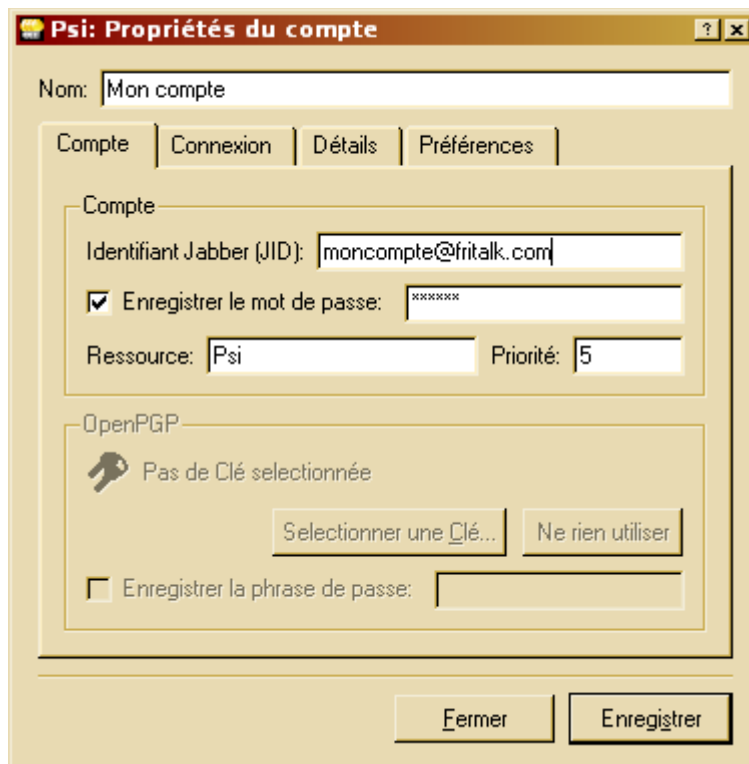 Psi: Propriétés du compte
Nom: Mon compte
Compte Connexion Détails Préférences
Compte
Identifiant Jabber (JID): moncompte@fritalk.com
Enregistrer le mot de passe: ******
Ressource: Psi Priorité: 5
OpenPGP
Pas de Clé selectionnée
Selectionner une Clé... Ne rien utiliser
Enregistrer la phrase de passe:
Fermer Enregistrer